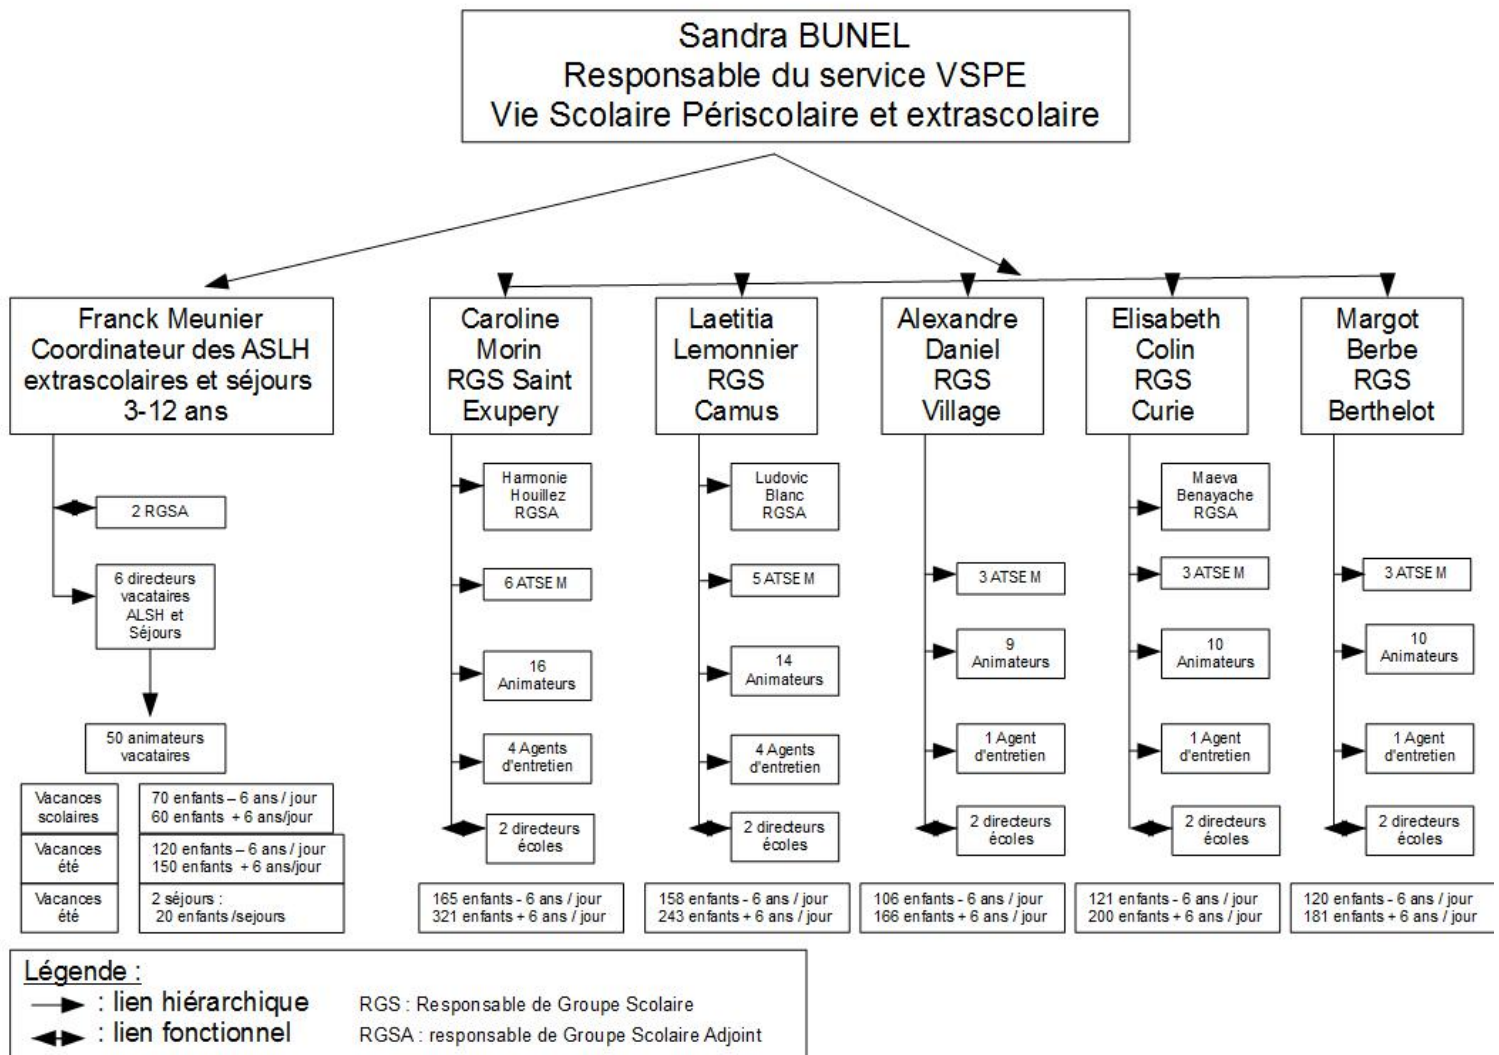 Sandra BUNEL
Responsable du service VSPE
Vie Scolaire Périscolaire et extrascolaire
Franck Meunier
Coordinateur des ASLH
extrascolaires et séjours
3-12 ans
2 RGSA
6 directeurs
vacataires
ALSH et
Séjours
50 animateurs
vacataires
Vacances
scolaires
70 enfants – 6 ans / jour
60 enfants + 6 ans/jour
Vacances
été
120 enfants – 6 ans / jour
150 enfants + 6 ans/jour
Vacances
été
2 séjours :
20 enfants /sejours
Caroline
Morin
RGS Saint
Exupery
Harmonie
Houillez
RGSA
6 ATSEM
16
Animateurs
4 Agents
d'entretien
2 directeurs
écoles
165 enfants - 6 ans / jour
321 enfants + 6 ans / jour
Laetitia
Lemonnier
RGS
Camus
Ludovic
Blanc
RGSA
5 ATSEM
14
Animateurs
4 Agents
d'entretien
2 directeurs
écoles
158 enfants - 6 ans / jour
243 enfants + 6 ans / jour
Alexandre
Daniel
RGS
Village
3 ATSEM
9
Animateurs
1 Agent
d'entretien
2 directeurs
écoles
106 enfants - 6 ans / jour
166 enfants + 6 ans / jour
Elisabeth
Colin
RGS
Curie
Maeva
Benayache
RGSA
3 ATSEM
10
Animateurs
1 Agent
d'entretien
2 directeurs
écoles
121 enfants - 6 ans / jour
200 enfants + 6 ans / jour
Margot
Berbe
RGS
Berthelot
3 ATSEM
10
Animateurs
1 Agent
d'entretien
2 directeurs
écoles
120 enfants - 6 ans / jour
181 enfants + 6 ans / jour
Légende :
: lien hiérarchique
RGS : Responsable de Groupe Scolaire
: lien fonctionnel
RGSA : responsable de Groupe Scolaire Adjoint